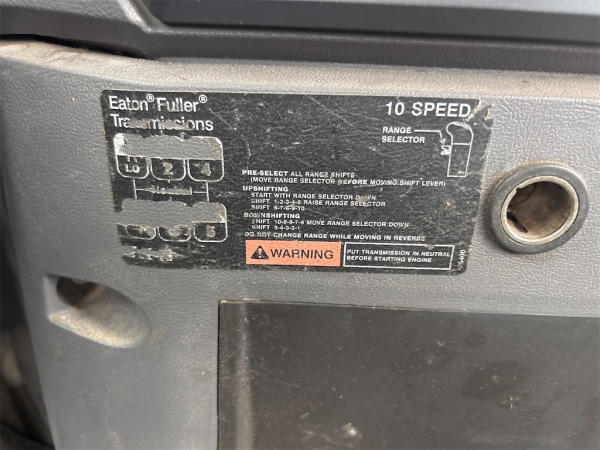 Eaton® Fuller®
Transmissions
10 SPEED
RANGE
SELECTOR
LO 2 4
PRE-SELECT ALL RANGE SHIFTS
(MOVE RANGE SELECTOR BEFORE MOVING SHIFT LEVER)
UPSHIFTING
START WITH RANGE SELECTOR DOWN
SHIFT 1-2-3-4-5 RAISE RANGE SELECTOR
SHIFT 6-7-8-9-10
DOWNSHIFTING
SHIFT 10-9-8-7-6 MOVE RANGE SELECTOR DOWN
SHIFT 5-4-3-2-1
DO NOT CHANGE RANGE WHILE MOVING IN REVERSE
WARNING
PUT TRANSMISSION IN NEUTRAL
BEFORE STARTING ENGINE